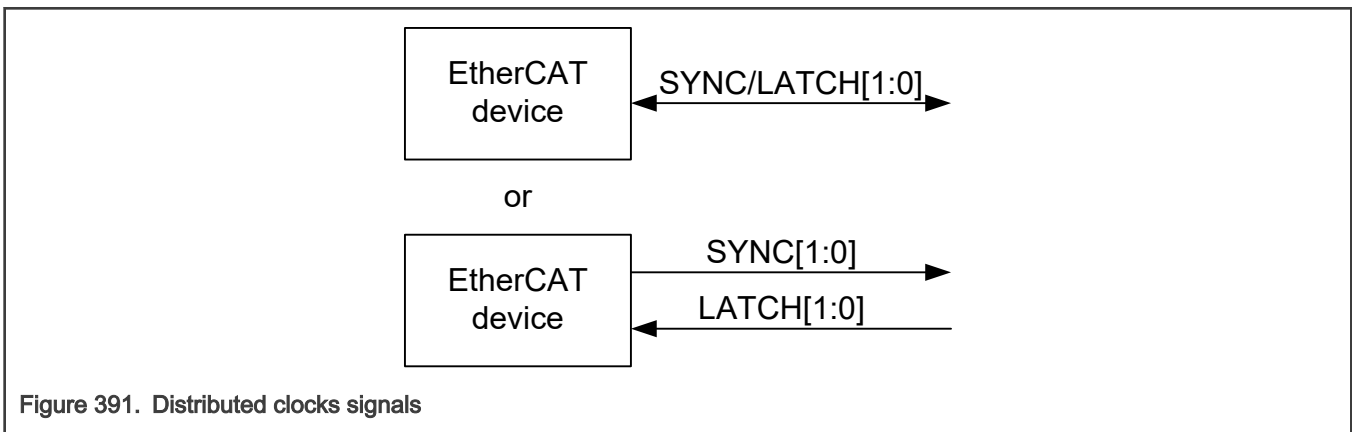 EtherCAT
device
SYNC/LATCH[1:0]
or
EtherCAT
device
SYNC[1:0]
LATCH[1:0]
Figure 391. Distributed clocks signals